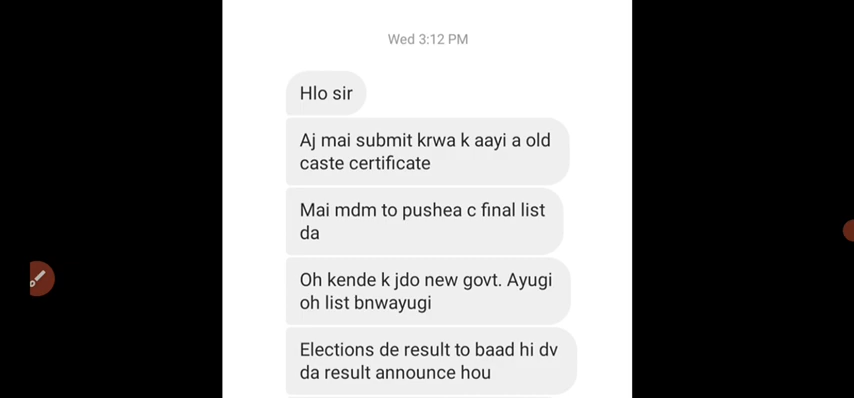 Wed 3:12 PM
Hlo sir
Aj mai submit krwa k aayi a old
caste certificate
Mai mdm to pushea c final list
da
Oh kende k jdo new govt. Ayugi
oh list bnwayugi
Elections de result to baad hi dv
da result announce hou